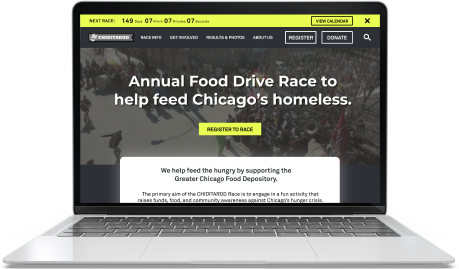 NEXT RACE: 149 Days 07 Hours 07 Minutes 07 Seconds VIEW CALENDAR
CHIDITAROD RACE INFO GET INVOLVED RESULTS & PHOTOS ABOUT US REGISTER DONATE
Annual Food Drive Race to
help feed Chicago's homeless.
REGISTER TO RACE
We help feed the hungry by supporting the
Greater Chicago Food Depository.
The primary aim of the CHIDITAROD Race is to engage in a fun activity that
raises funds, food, and community awareness against Chicago's hunger crisis.